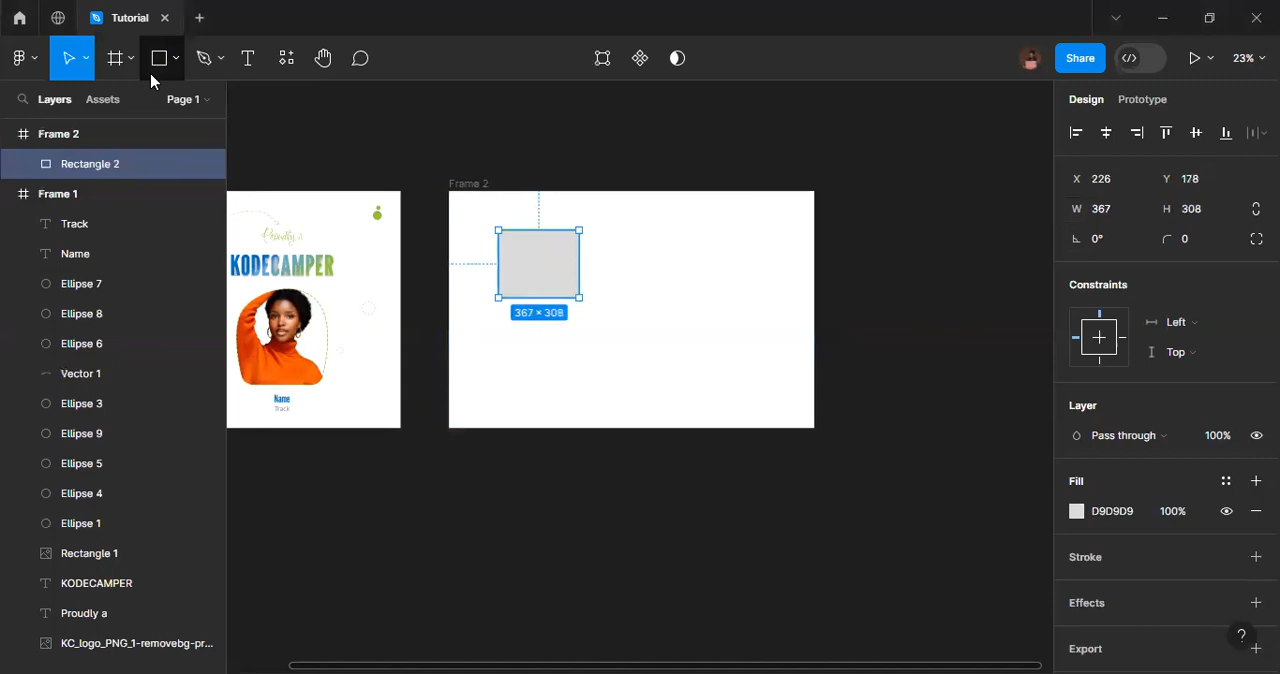 Tutorial
Share
23%
Layers
Assets
Page 1
Frame 2
Rectangle 2
Frame 1
Track
Name
Ellipse 7
Ellipse 8
Ellipse 6
Vector 1
Ellipse 3
Ellipse 9
Ellipse 5
Ellipse 4
Ellipse 1
Rectangle 1
KODECAMPER
Proudly a
KC_logo_PNG_1-removebg-pr...
Proudly a
KODECAMPER
Name
Track
Frame 2
367 × 308
Design
Prototype
X 226
Y 178
W 367
H 308
0°
0
Constraints
Left
Top
Layer
Pass through
100%
Fill
D9D9D9
100%
Stroke
Effects
Export
?